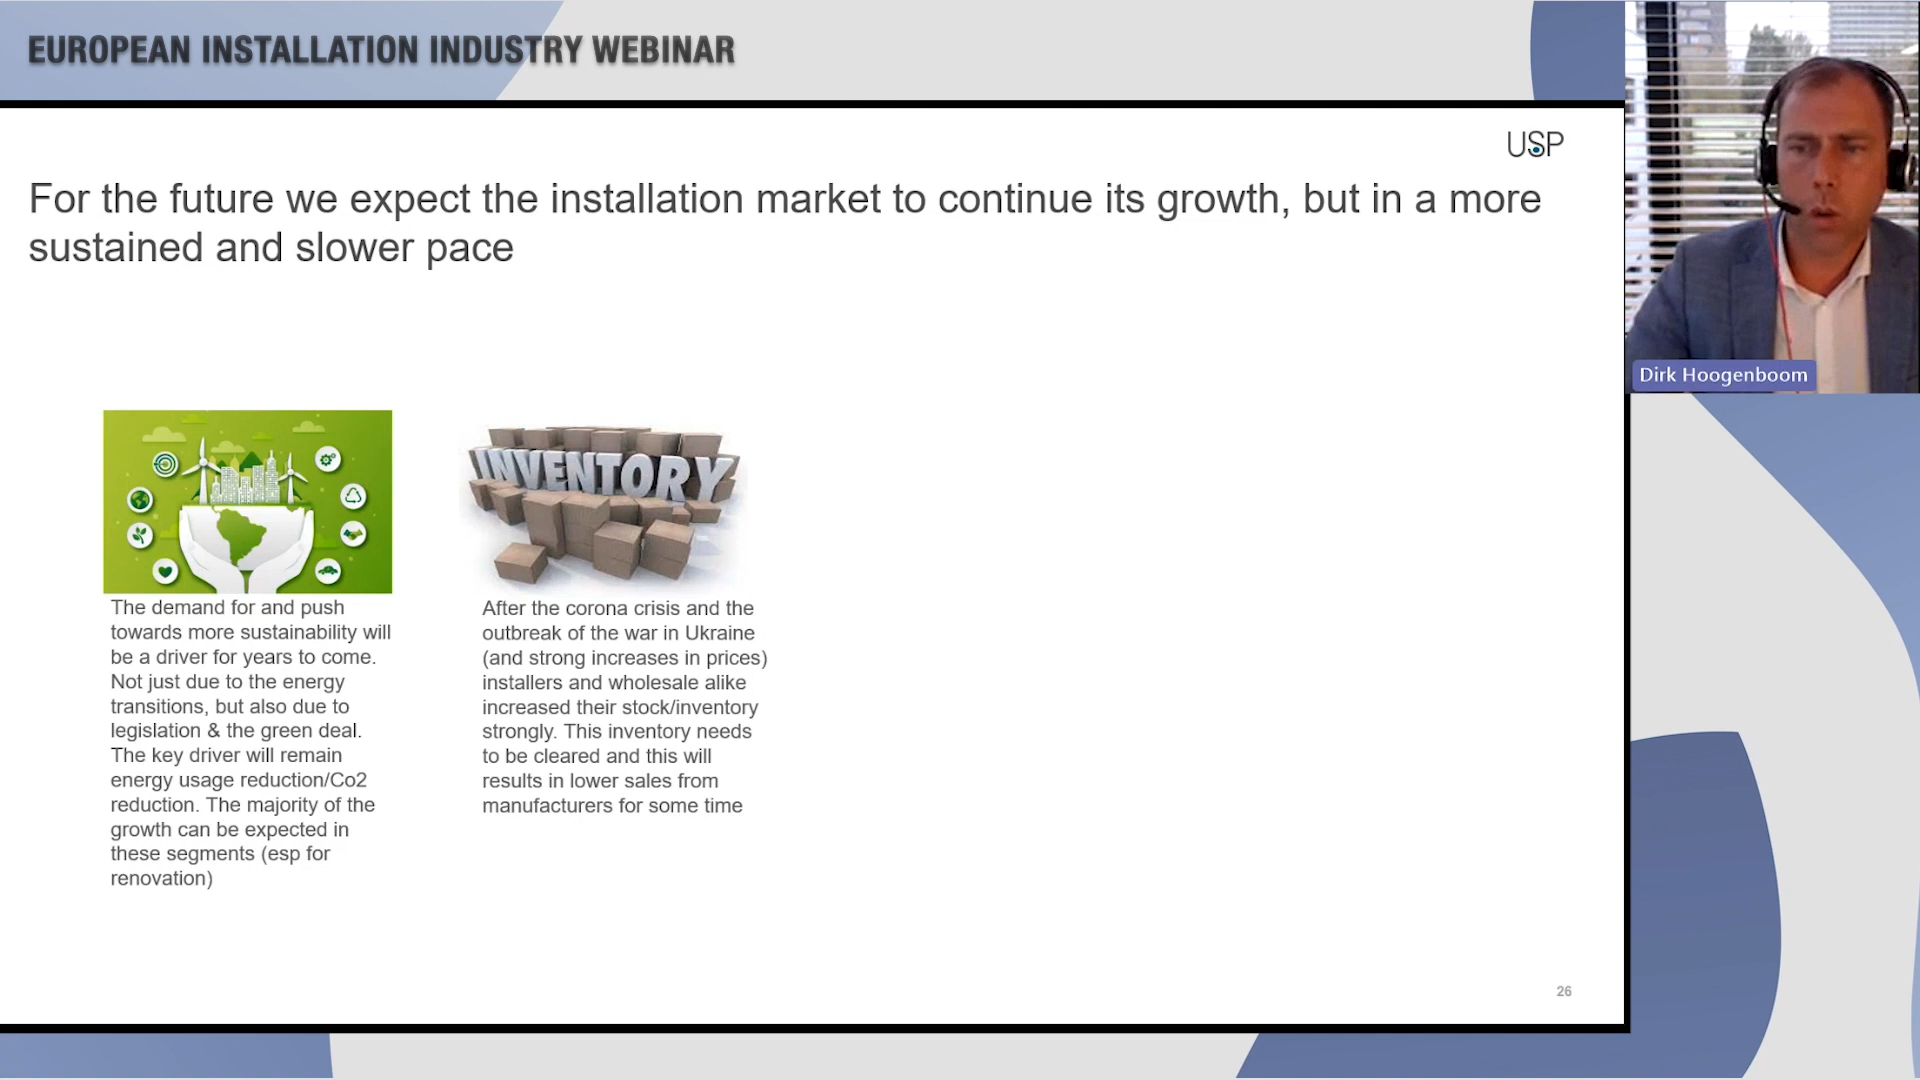 EUROPEAN INSTALLATION INDUSTRY WEBINAR
USP
For the future we expect the installation market to continue its growth, but in a more
sustained and slower pace
Dirk Hoogenboom
INVENTORY
The demand for and push
towards more sustainability will
be a driver for years to come.
Not just due to the energy
transitions, but also due to
legislation & the green deal.
The key driver will remain
energy usage reduction/Co2
reduction. The majority of the
growth can be expected in
these segments (esp for
renovation)
After the corona crisis and the
outbreak of the war in Ukraine
(and strong increases in prices)
installers and wholesale alike
increased their stock/inventory
strongly. This inventory needs
to be cleared and this will
results in lower sales from
manufacturers for some time
26